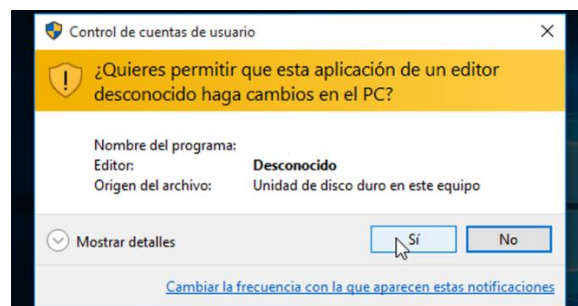 Control de cuentas de usuario
¿Quieres permitir que esta aplicación de un editor
desconocido haga cambios en el PC?
Nombre del programa:
Editor: Desconocido
Origen del archivo: Unidad de disco duro en este equipo
Mostrar detalles Sí No
Cambiar la frecuencia con la que aparecen estas notificaciones